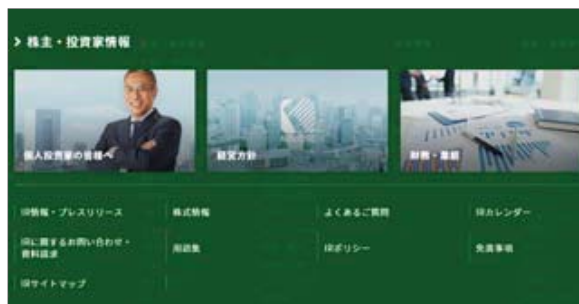 株主・投資家情報
個人投資家の皆様へ
経営方針
財務・業績
IR情報・プレスリリース
株式情報
よくあるご質問
IRカレンダー
IRに関するお問い合わせ・
資料請求
用語集
IRポリシー
免責事項
IRサイトマップ